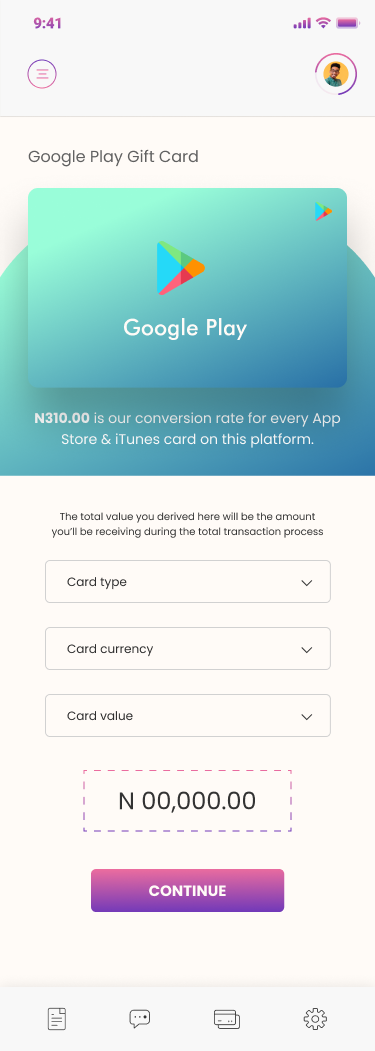 9:41
Google Play Gift Card
Google Play
N310.00 is our conversion rate for every App
Store & iTunes card on this platform.
The total value you derived here will be the amount
you'll be receiving during the total transaction process
Card type
Card currency
Card value
N 00,000.00
CONTINUE